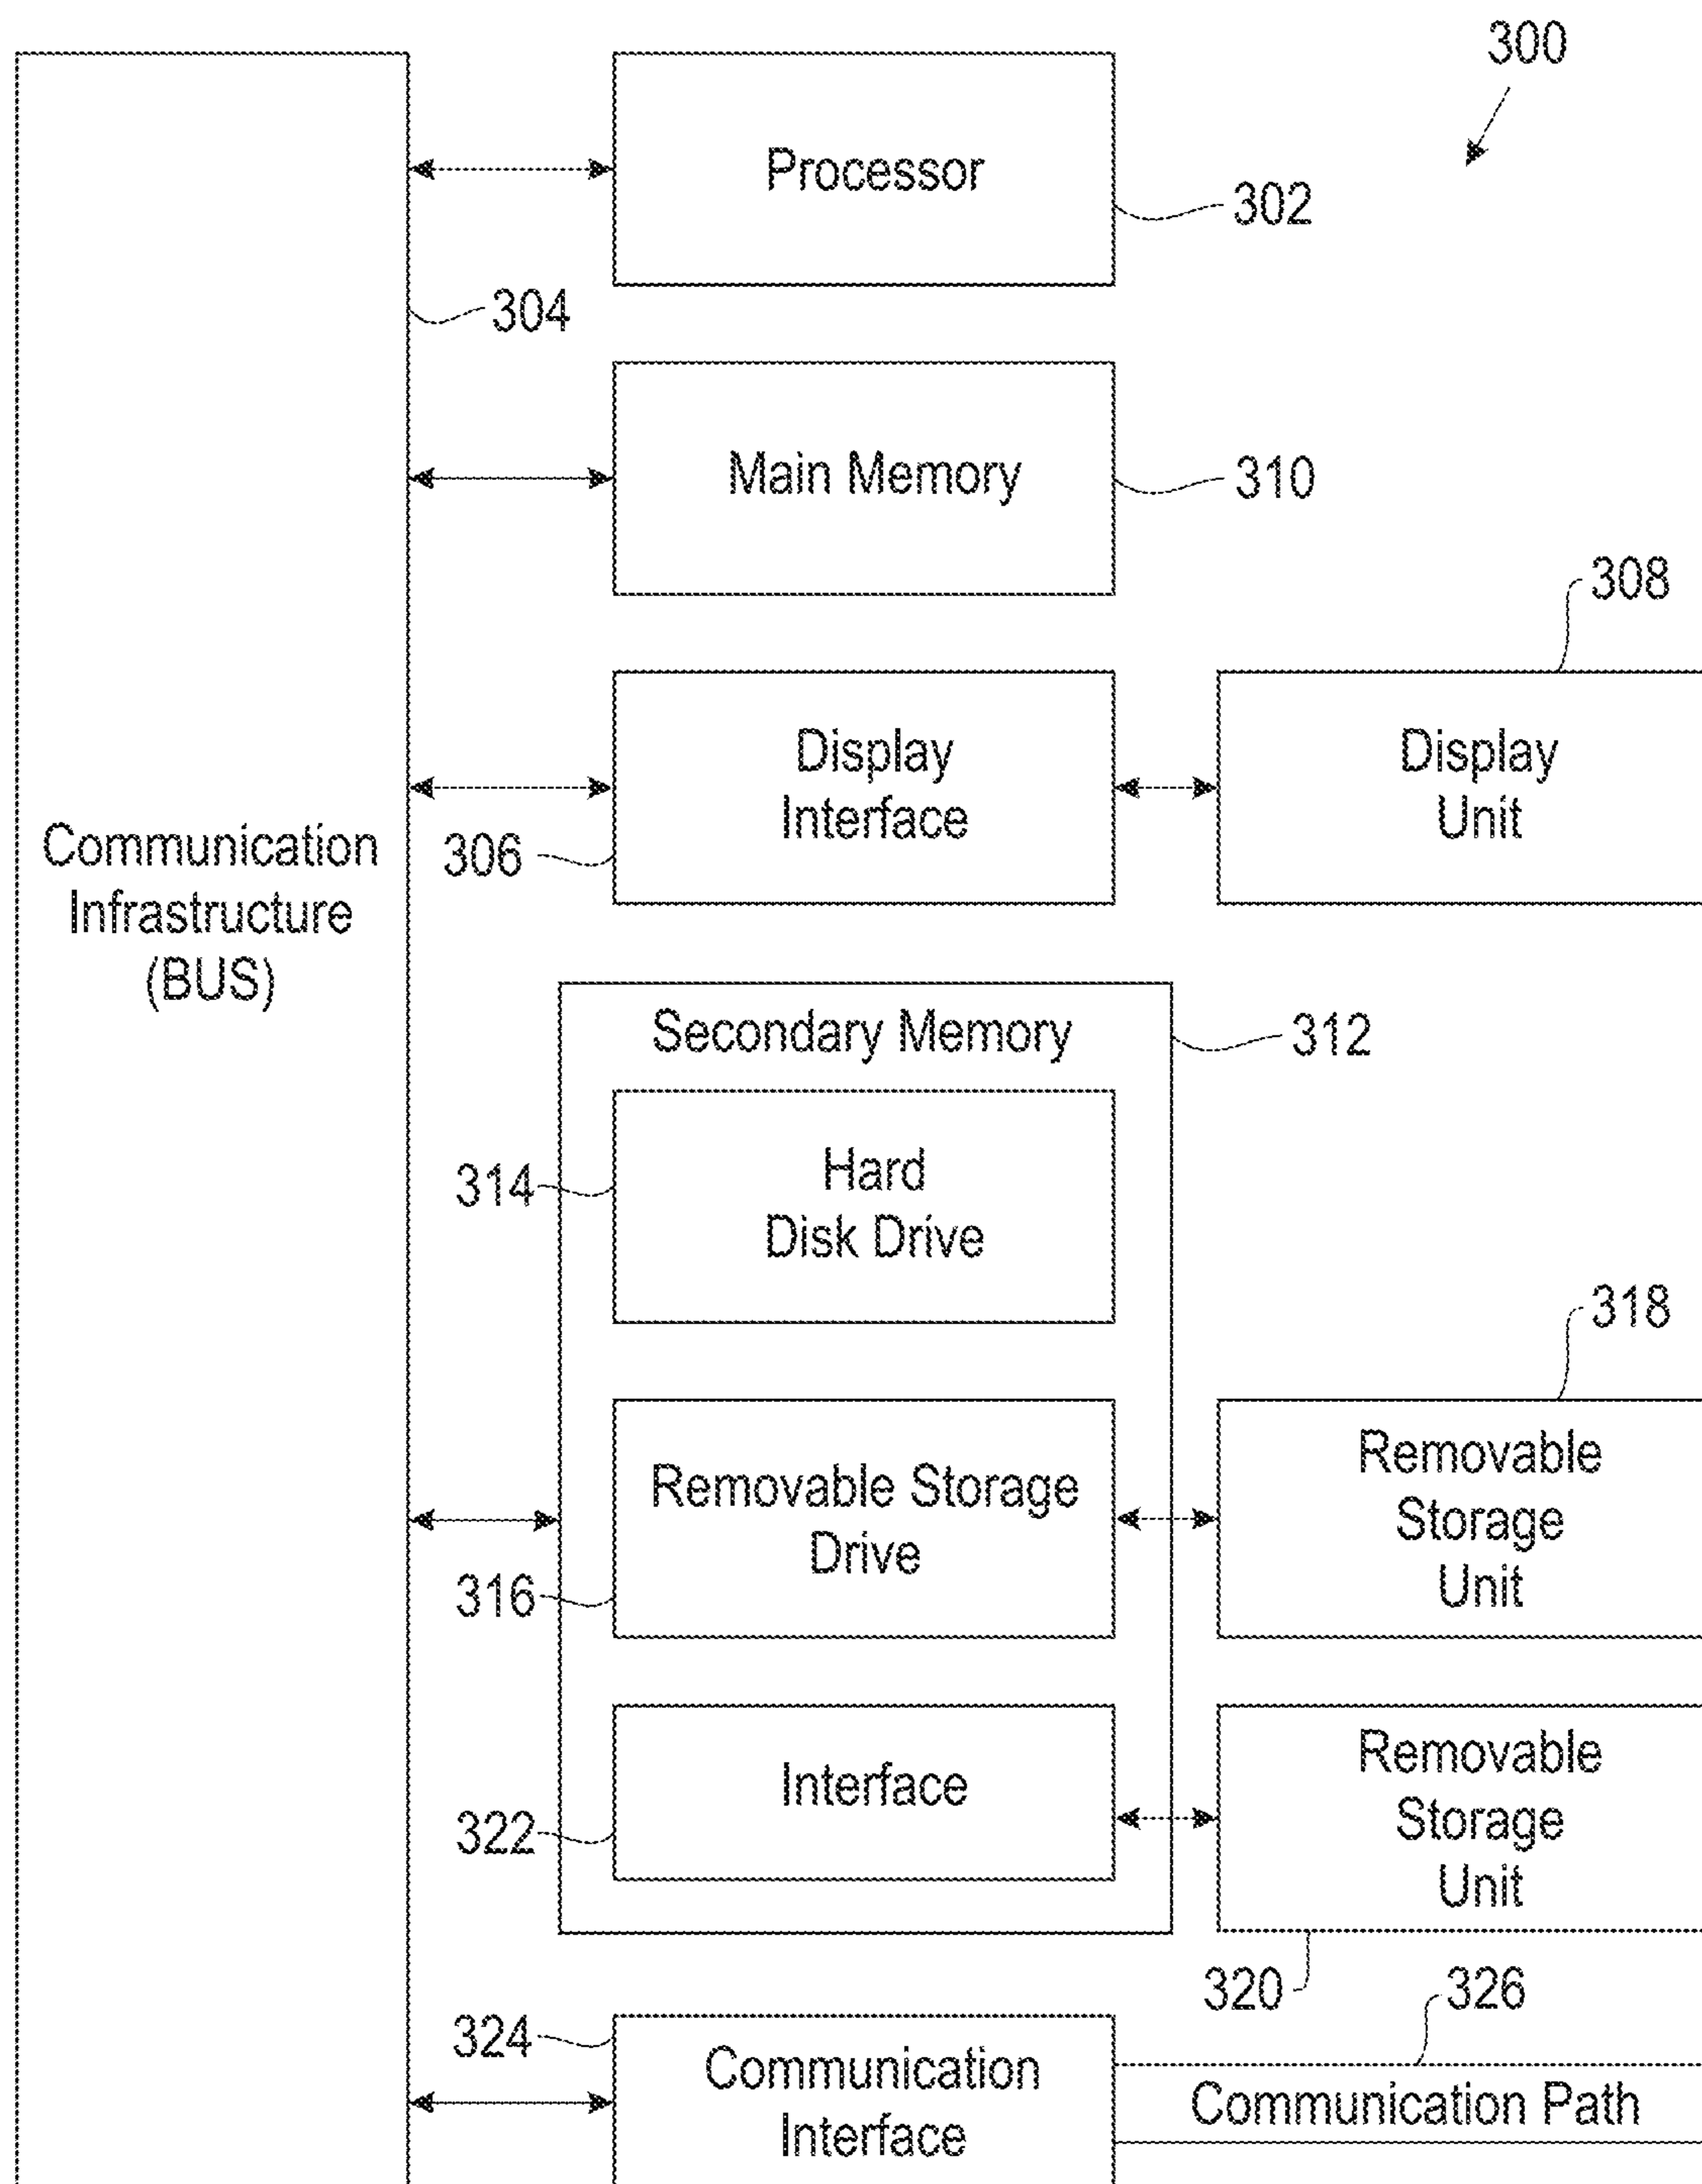 300
Processor
302
304
Main Memory
310
308
Display
Interface
Display
Unit
306
Communication
Infrastructure
(BUS)
Secondary Memory
312
314
Hard
Disk Drive
318
Removable Storage
Drive
316
Removable
Storage
Unit
Interface
322
Removable
Storage
Unit
320
326
324
Communication
Interface
Communication Path